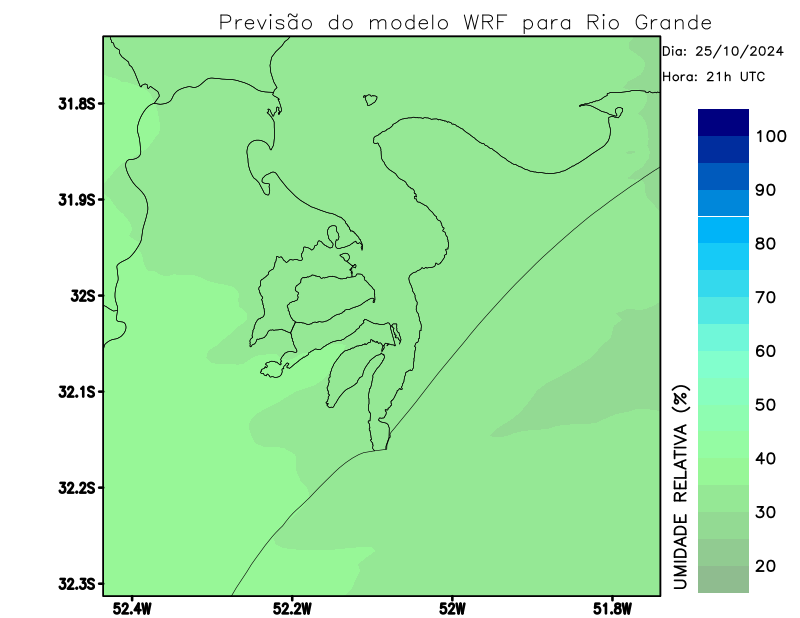 Previsão do modelo WRF para Rio Grande
Dia: 25/10/2024
Hora: 21h UTC
31.8S
31.9S
32S
32.1S
32.2S
32.3S
52.4W
52.2W
52W
51.8W
100
90
80
70
60
50
40
30
20
UMIDADE RELATIVA (%)